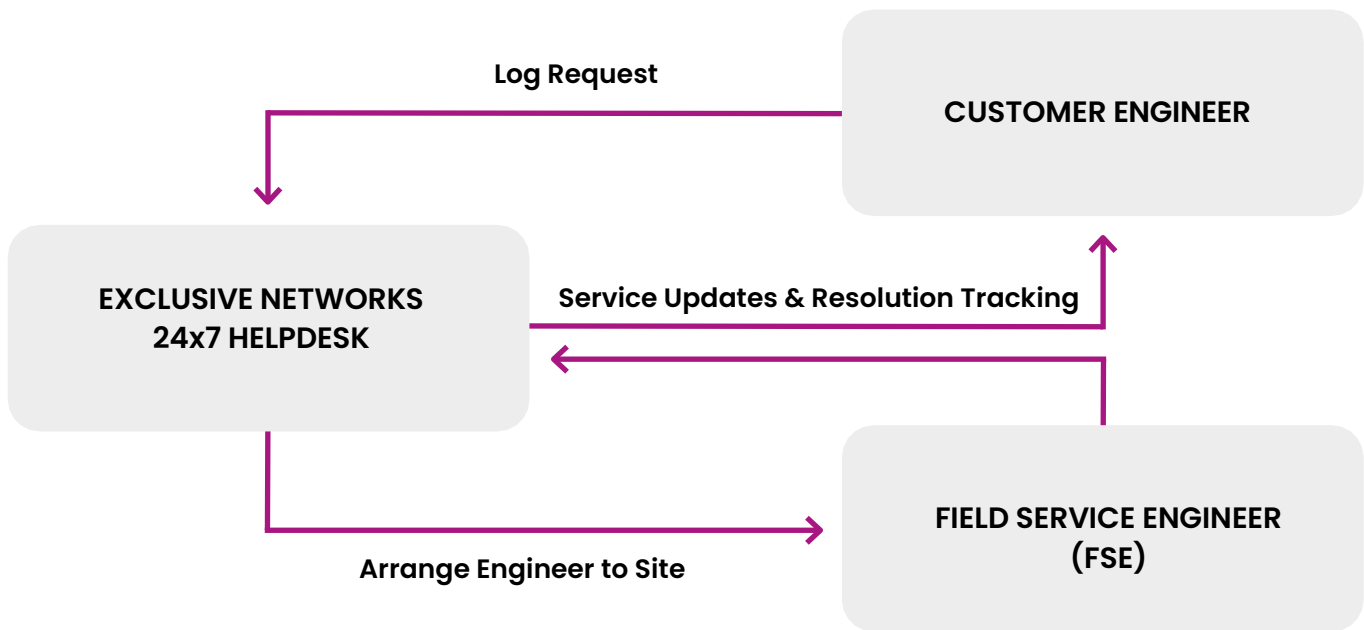 Log Request
CUSTOMER ENGINEER
EXCLUSIVE NETWORKS
24x7 HELPDESK
Service Updates & Resolution Tracking
FIELD SERVICE ENGINEER
(FSE)
Arrange Engineer to Site